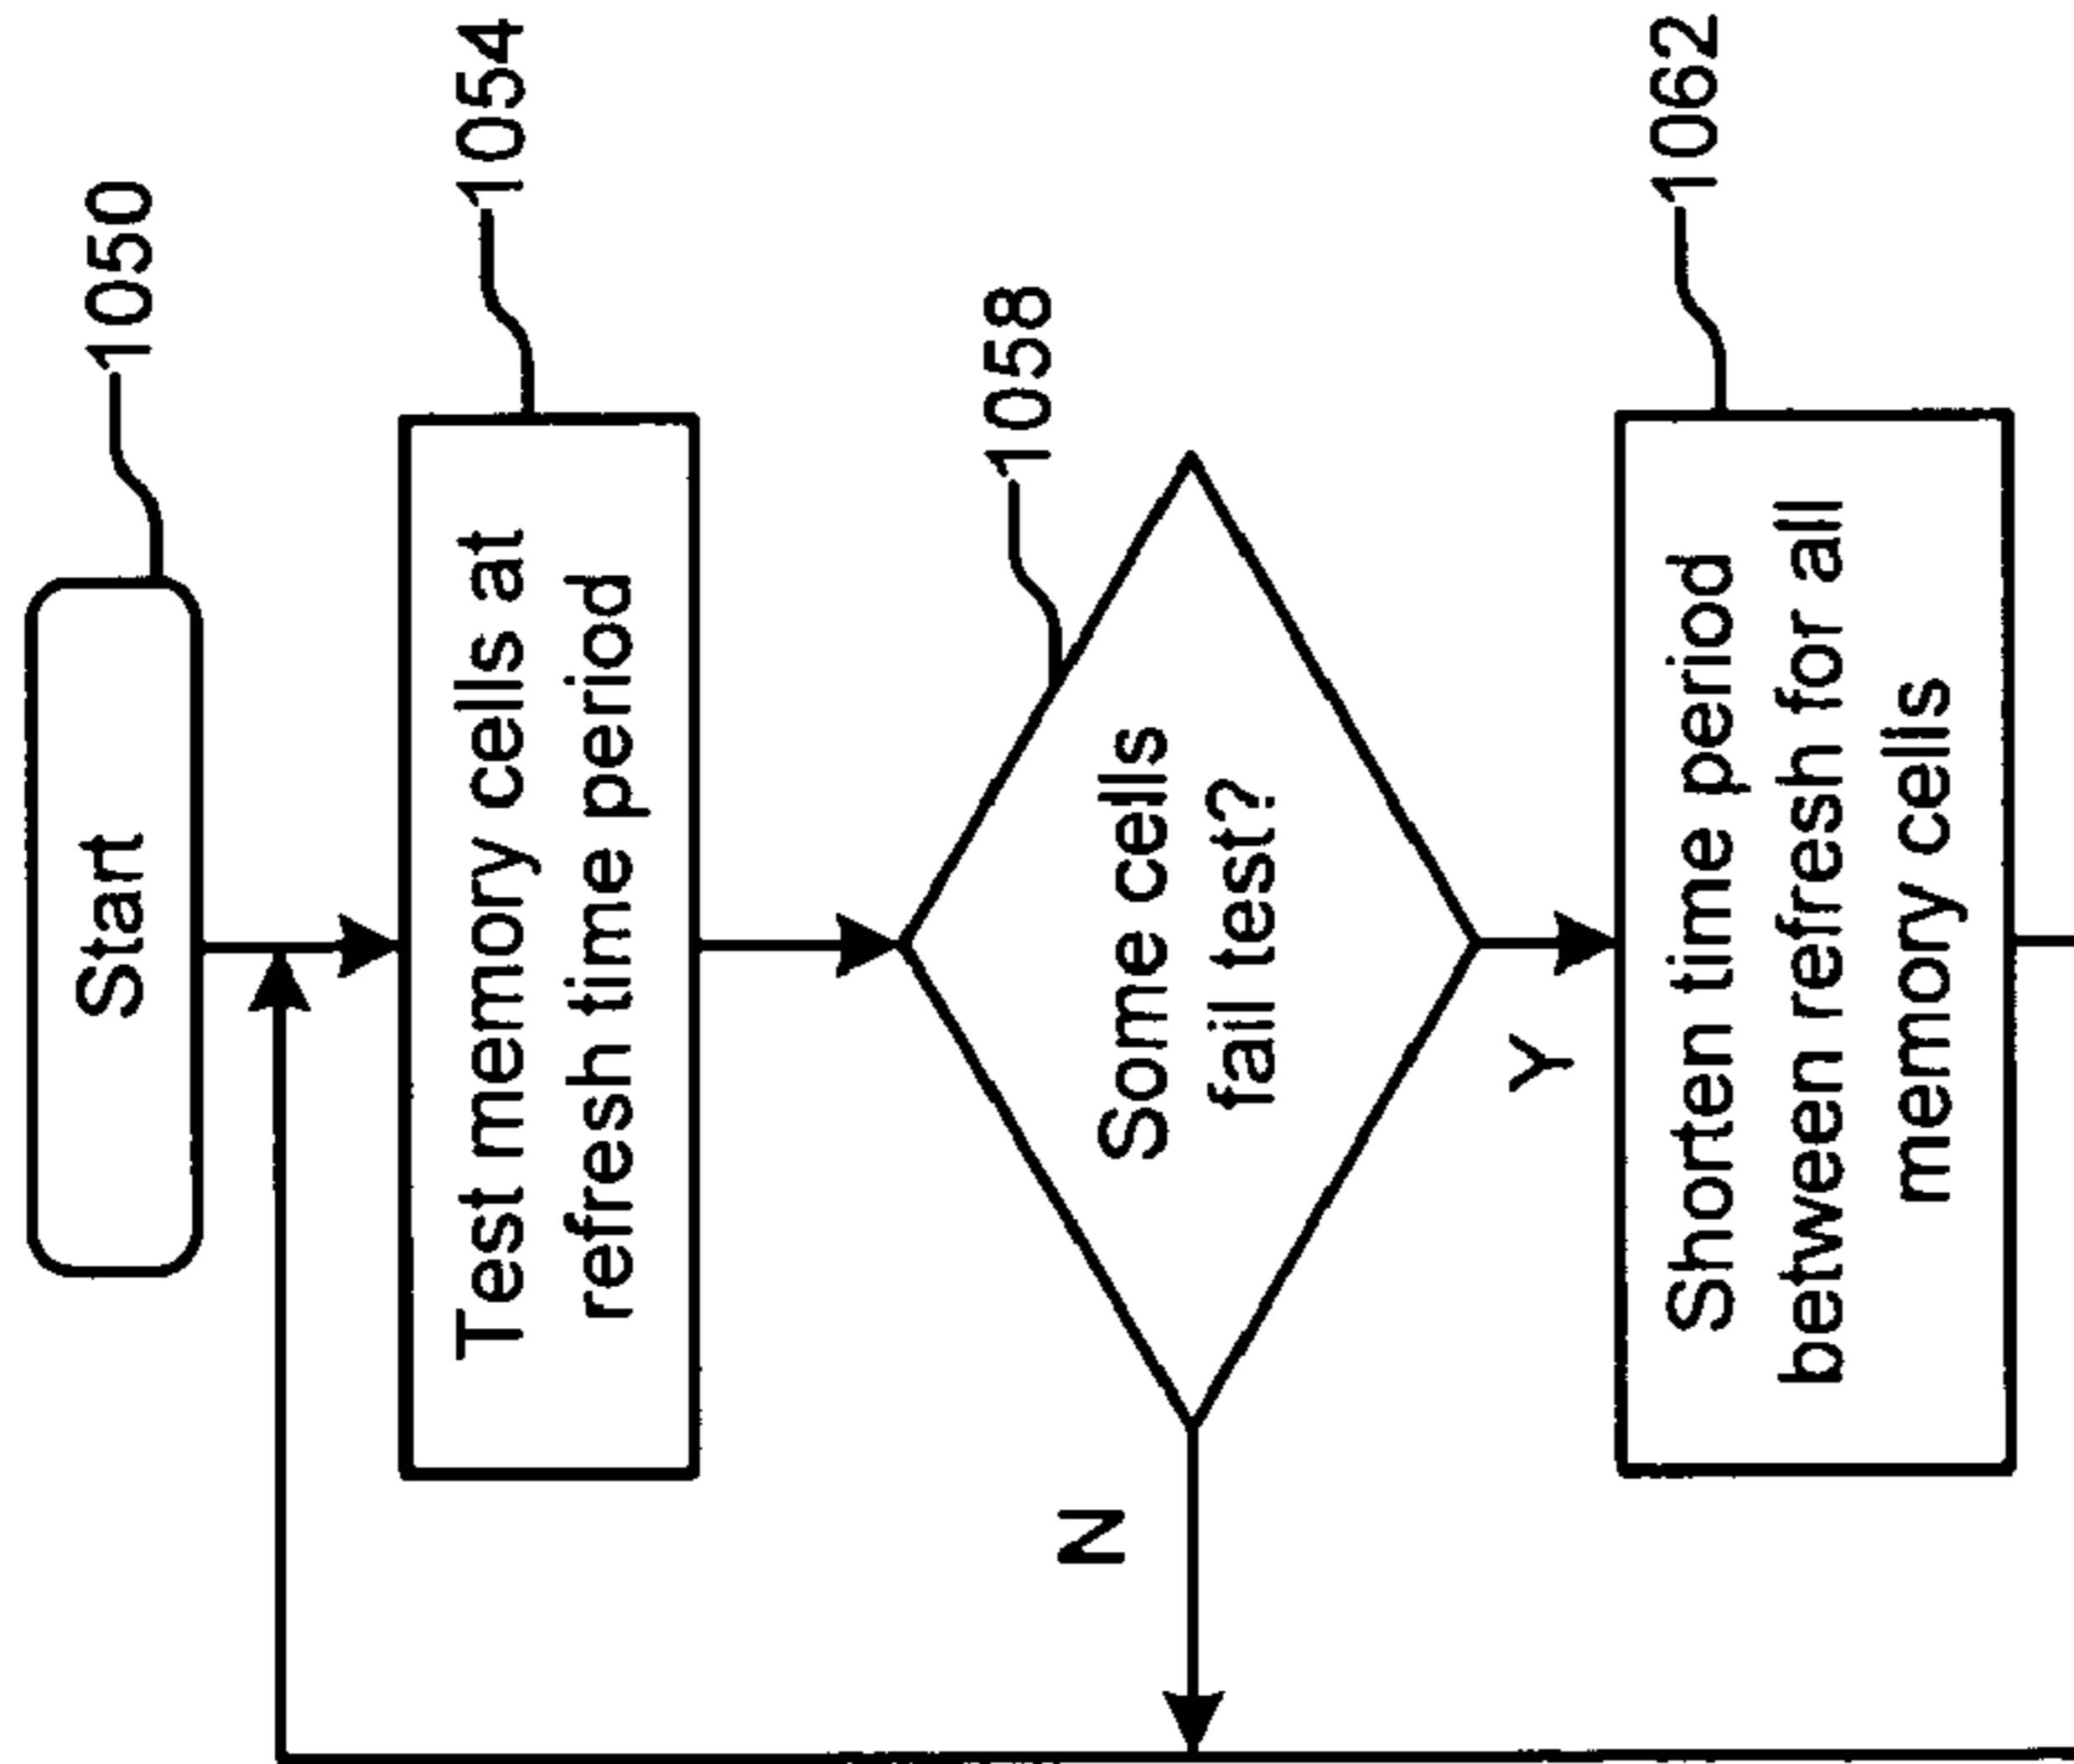 Start
1050
Test memory cells at
refresh time period
1054
Some cells
fail test?
1058
N
Y
Shorten time period
between refresh for all
memory cells
1062